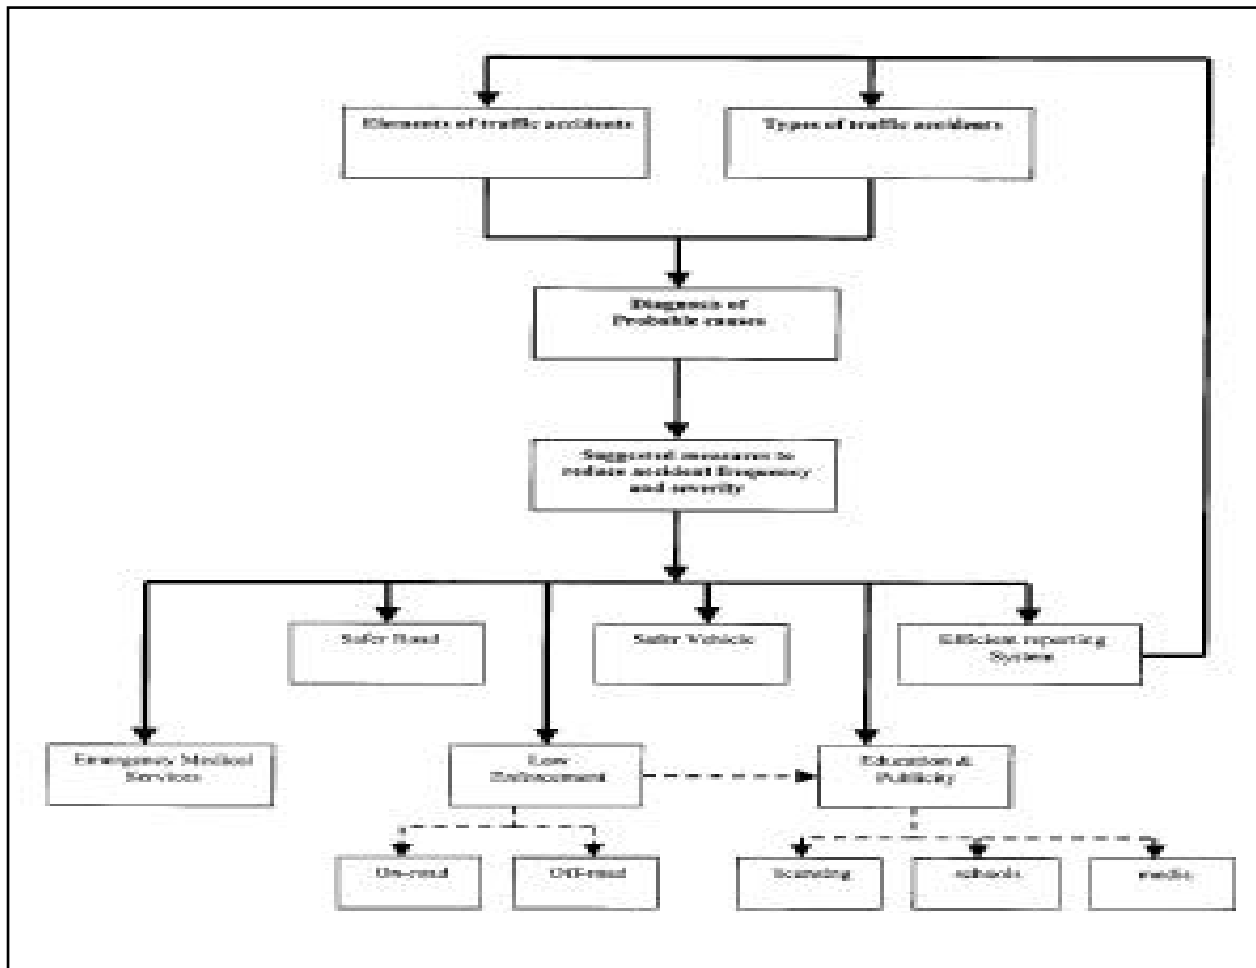 Elements of traffic accidents
Types of traffic accidents
Diagnosis of
Probable causes
Suggested measures to
reduce accident frequency
and severity
Safer Road
Safer Vehicle
Efficient reporting
System
Emergency Medical
Services
Law
Education &
Publicity
On-road
Off-road
schools
media